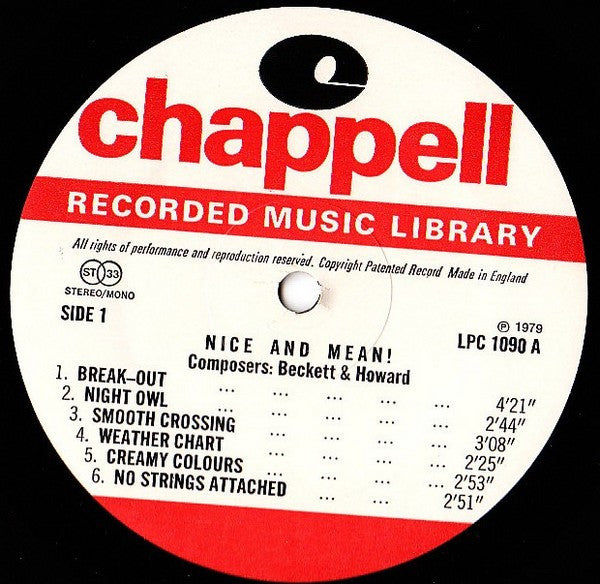 chappell
RECORDED MUSIC LIBRARY
All rights of performance and reproduction reserved. Copyright Patented Record Made in England
ST 33
STEREO/MONO
SIDE 1
℗ 1979
LPC 1090 A
NICE AND MEAN!
Composers: Beckett & Howard
1. BREAK–OUT ... ... ... ... 4'21"
2. NIGHT OWL ... ... ... ... 2'44"
3. SMOOTH CROSSING ... ... ... ... 3'08"
4. WEATHER CHART ... ... ... ... 2'25"
5. CREAMY COLOURS ... ... ... ... 2'53"
6. NO STRINGS ATTACHED ... ... 2'51"